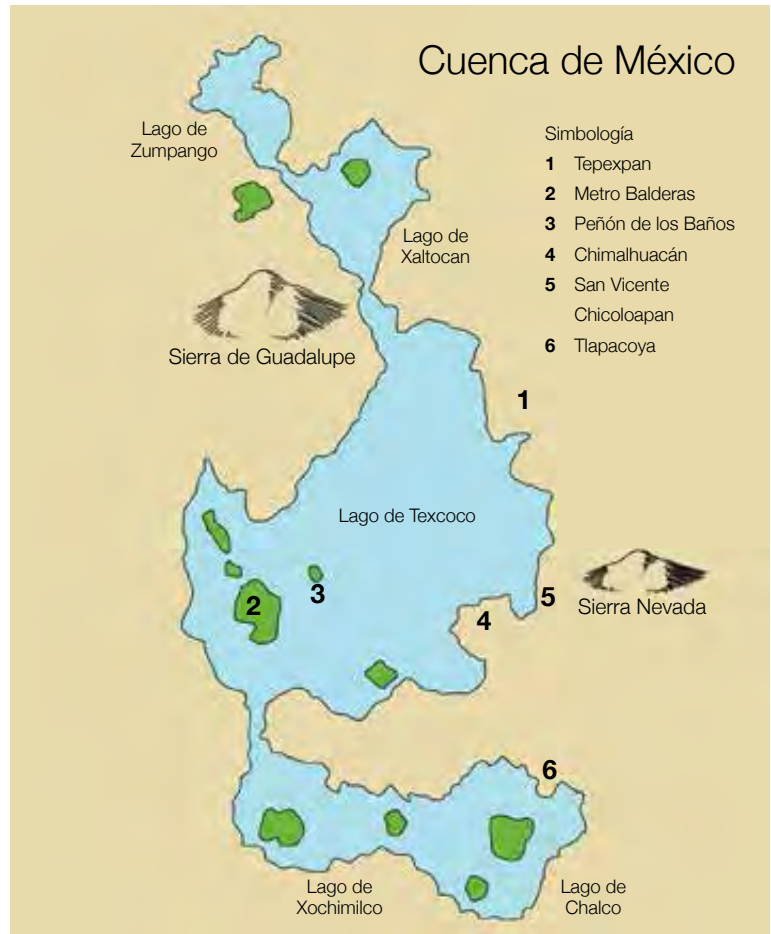 Cuenca de México
Lago de
Zumpango
Simbología
1 Tepexpan
2 Metro Balderas
3 Peñón de los Baños
4 Chimalhuacán
5 San Vicente
Chicoloapan
6 Tlapacoya
Lago de
Xaltocan
Sierra de Guadalupe
1
Lago de Texcoco
2
3
4
5
Sierra Nevada
6
Lago de
Xochimilco
Lago de
Chalco